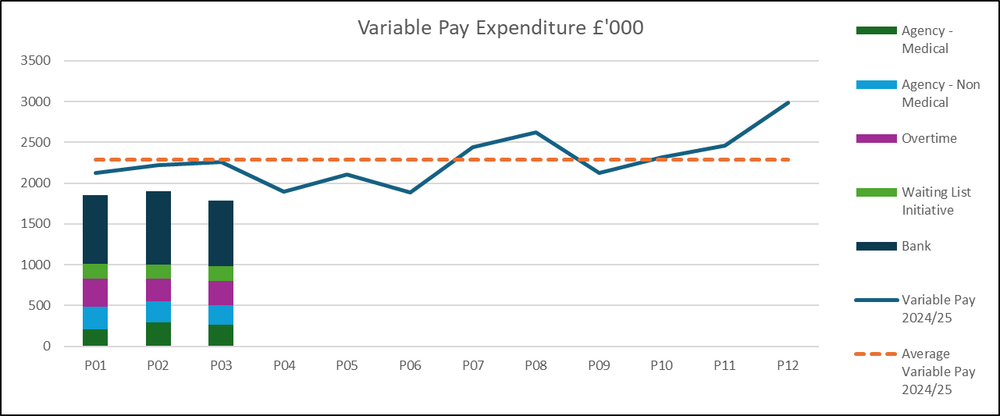 Variable Pay Expenditure £'000
3500
3000
2500
2000
1500
1000
500
0
P01 P02 P03 P04 P05 P06 P07 P08 P09 P10 P11 P12
Agency -
Medical
Agency - Non
Medical
Overtime
Waiting List
Initiative
Bank
Variable Pay
2024/25
Average
Variable Pay
2024/25